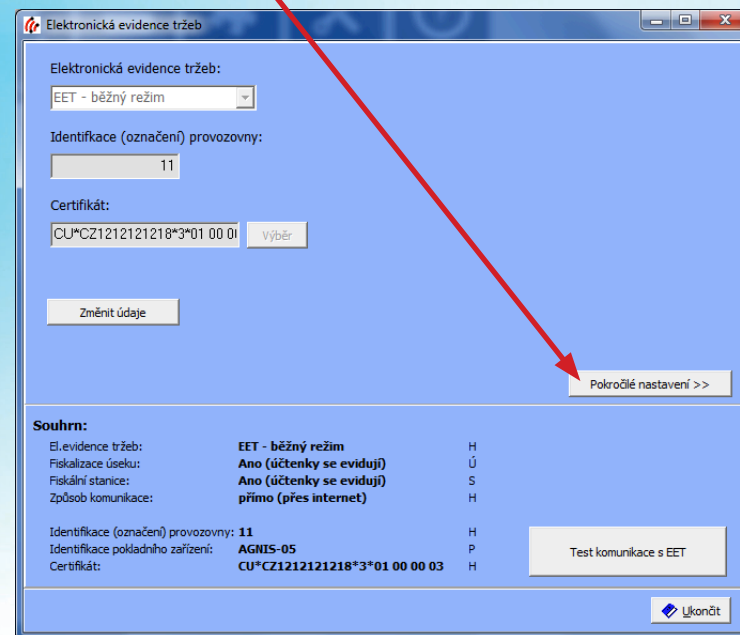 Elektronická evidence tržeb
Elektronická evidence tržeb:
EET - běžný režim
Identifkace (označení) provozovny:
11
Certifikát:
CU*CZ1212121218*3*01 00 0
Výběr
Změnit údaje
Pokročilé nastavení >>
Souhrn:
El.evidence tržeb: EET - běžný režim H
Fiskalizace úseku: Ano (účtenky se evidují) Ú
Fiskální stanice: Ano (účtenky se evidují) S
Způsob komunikace: přímo (přes internet) H
Identifikace (označení) provozovny: 11 H
Identifikace pokladního zařízení: AGNIS-05 P
Certifikát: CU*CZ1212121218*3*01 00 00 03 H
Test komunikace s EET
Ukončit